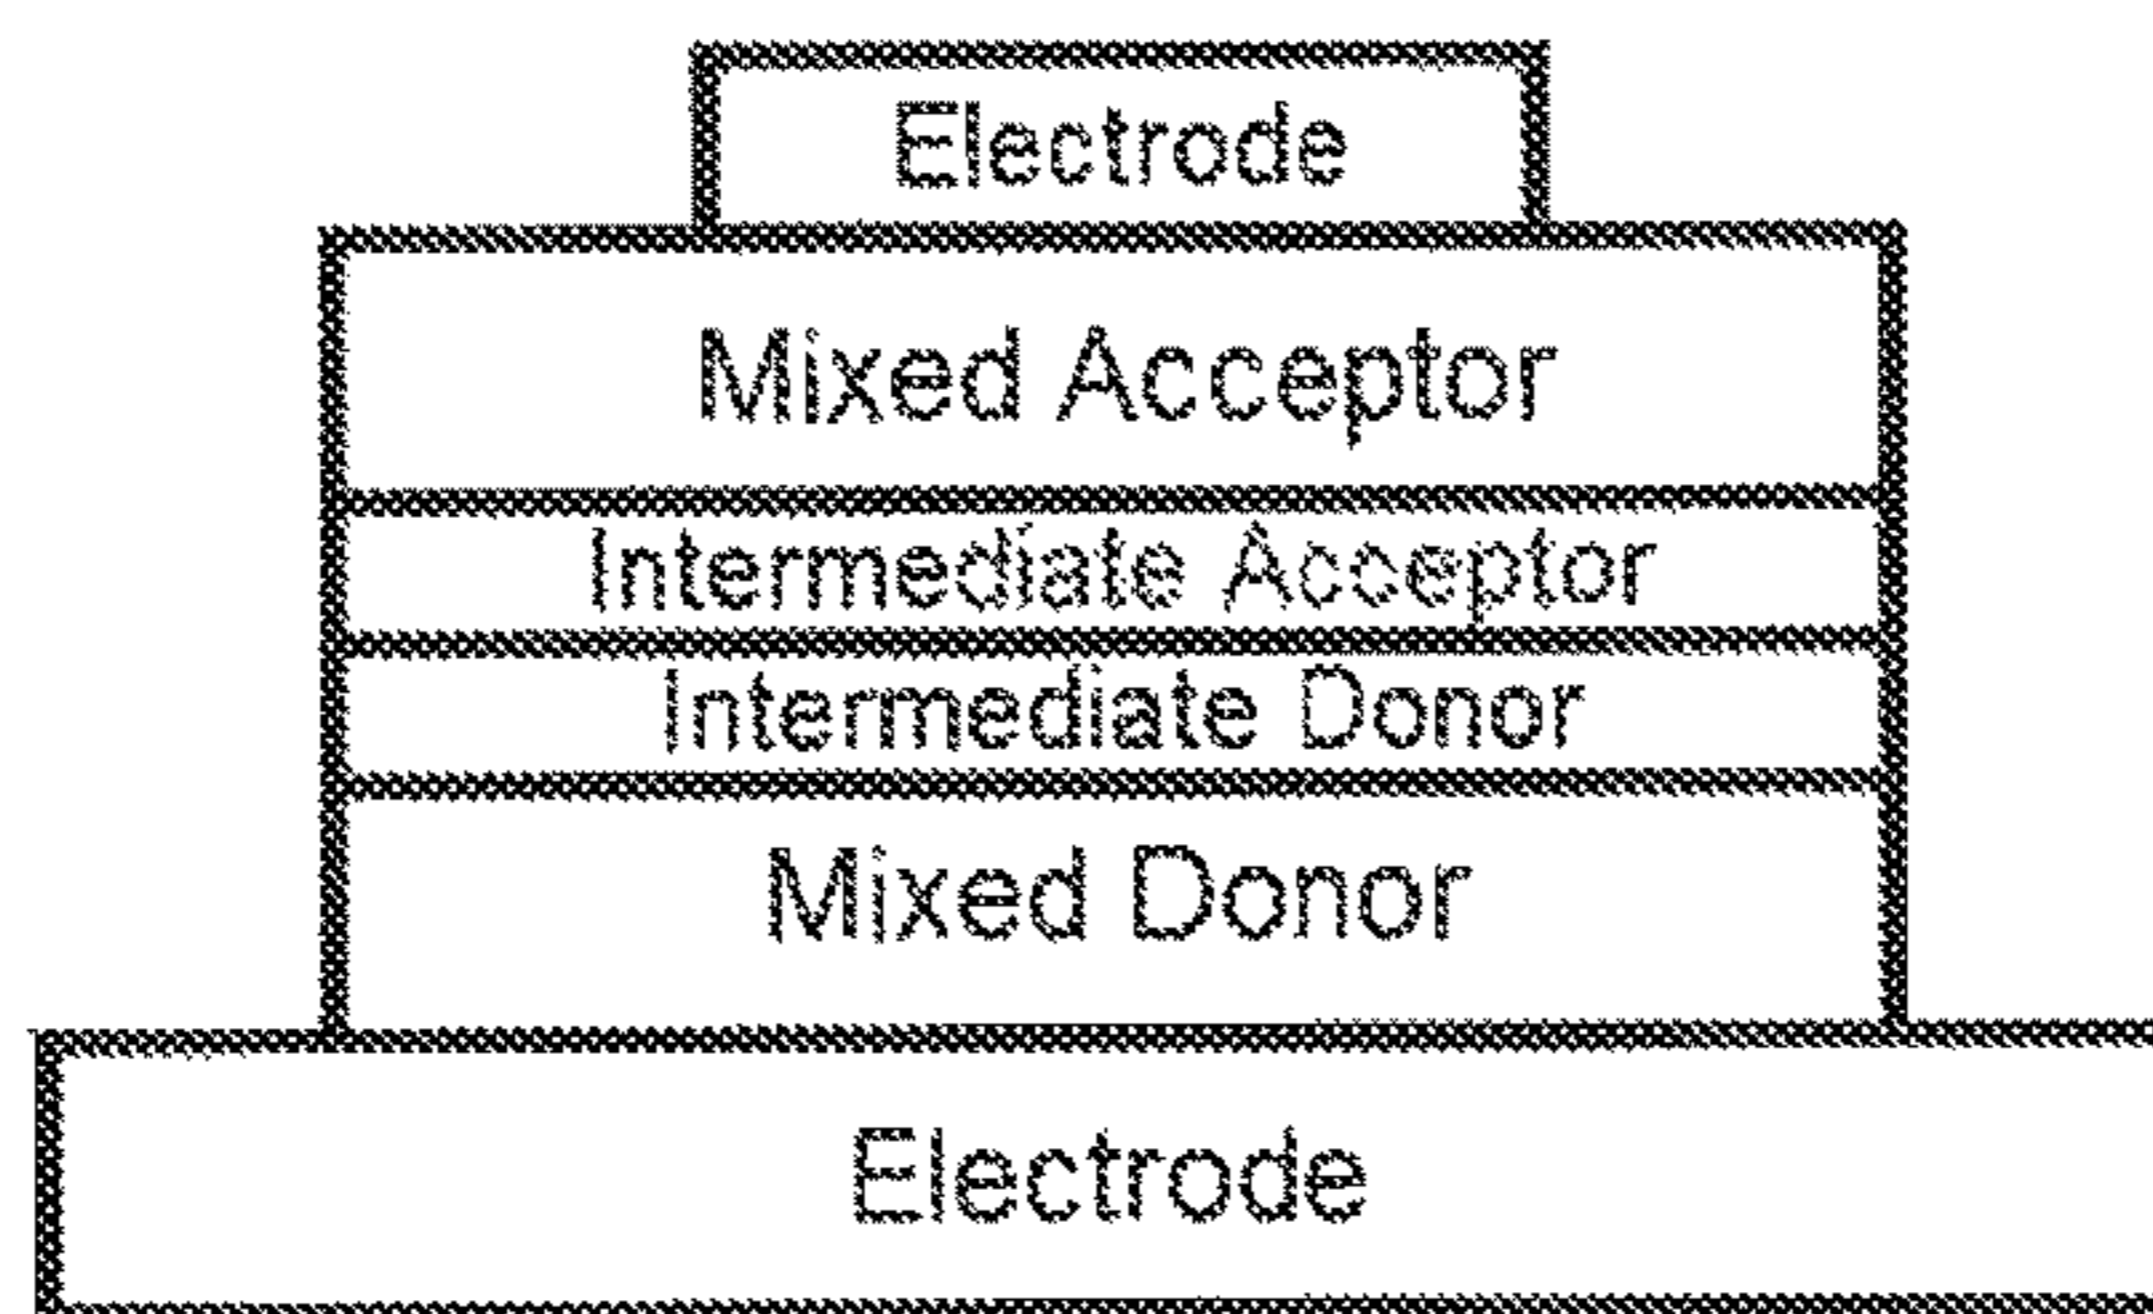 Electrode
Mixed Acceptor
Intermediate Acceptor
Intermediate Donor
Mixed Donor
Electrode